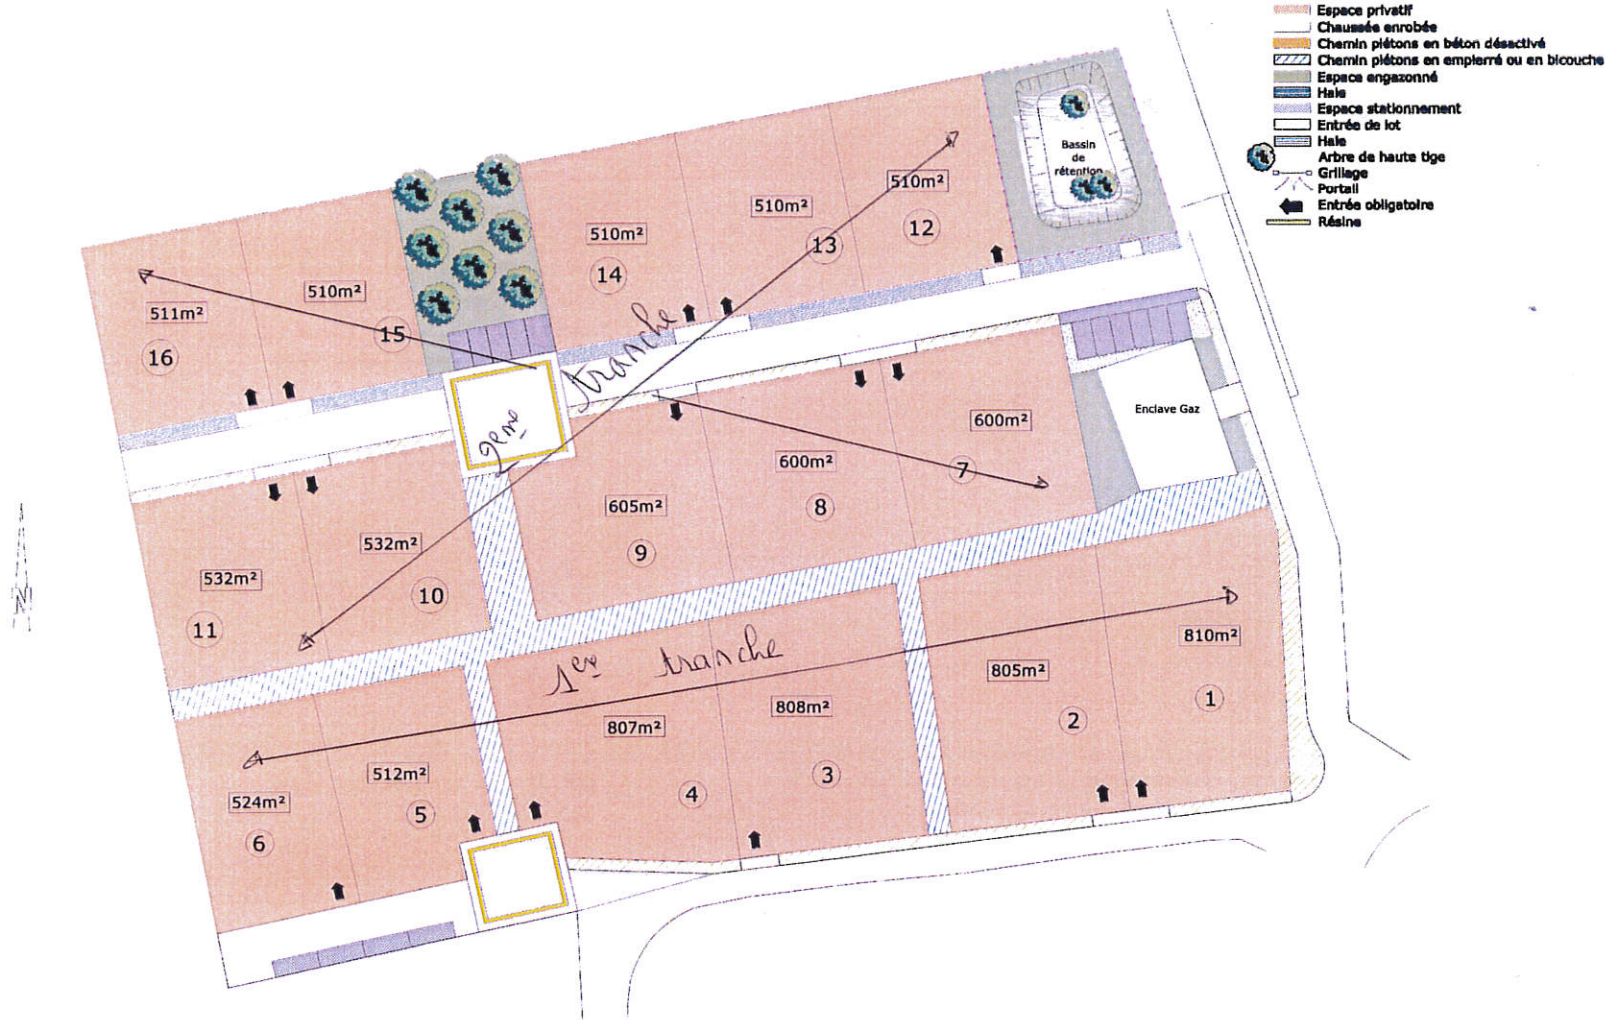 Espace privatif
Chaussée enrobée
Chemin piétons en béton désactivé
Chemin piétons en empierré ou en bicouche
Espace engazonné
Haie
Espace stationnement
Entrée de lot
Haie
Arbre de haute tige
Grillage
Portail
Entrée obligatoire
Résine
Bassin
de
rétention
510m²
12
510m²
13
510m²
14
510m²
15
511m²
16
2eme tranche
Enclave Gaz
600m²
7
600m²
8
605m²
9
532m²
10
532m²
11
1er tranche
810m²
1
805m²
2
808m²
3
807m²
4
512m²
5
524m²
6
N